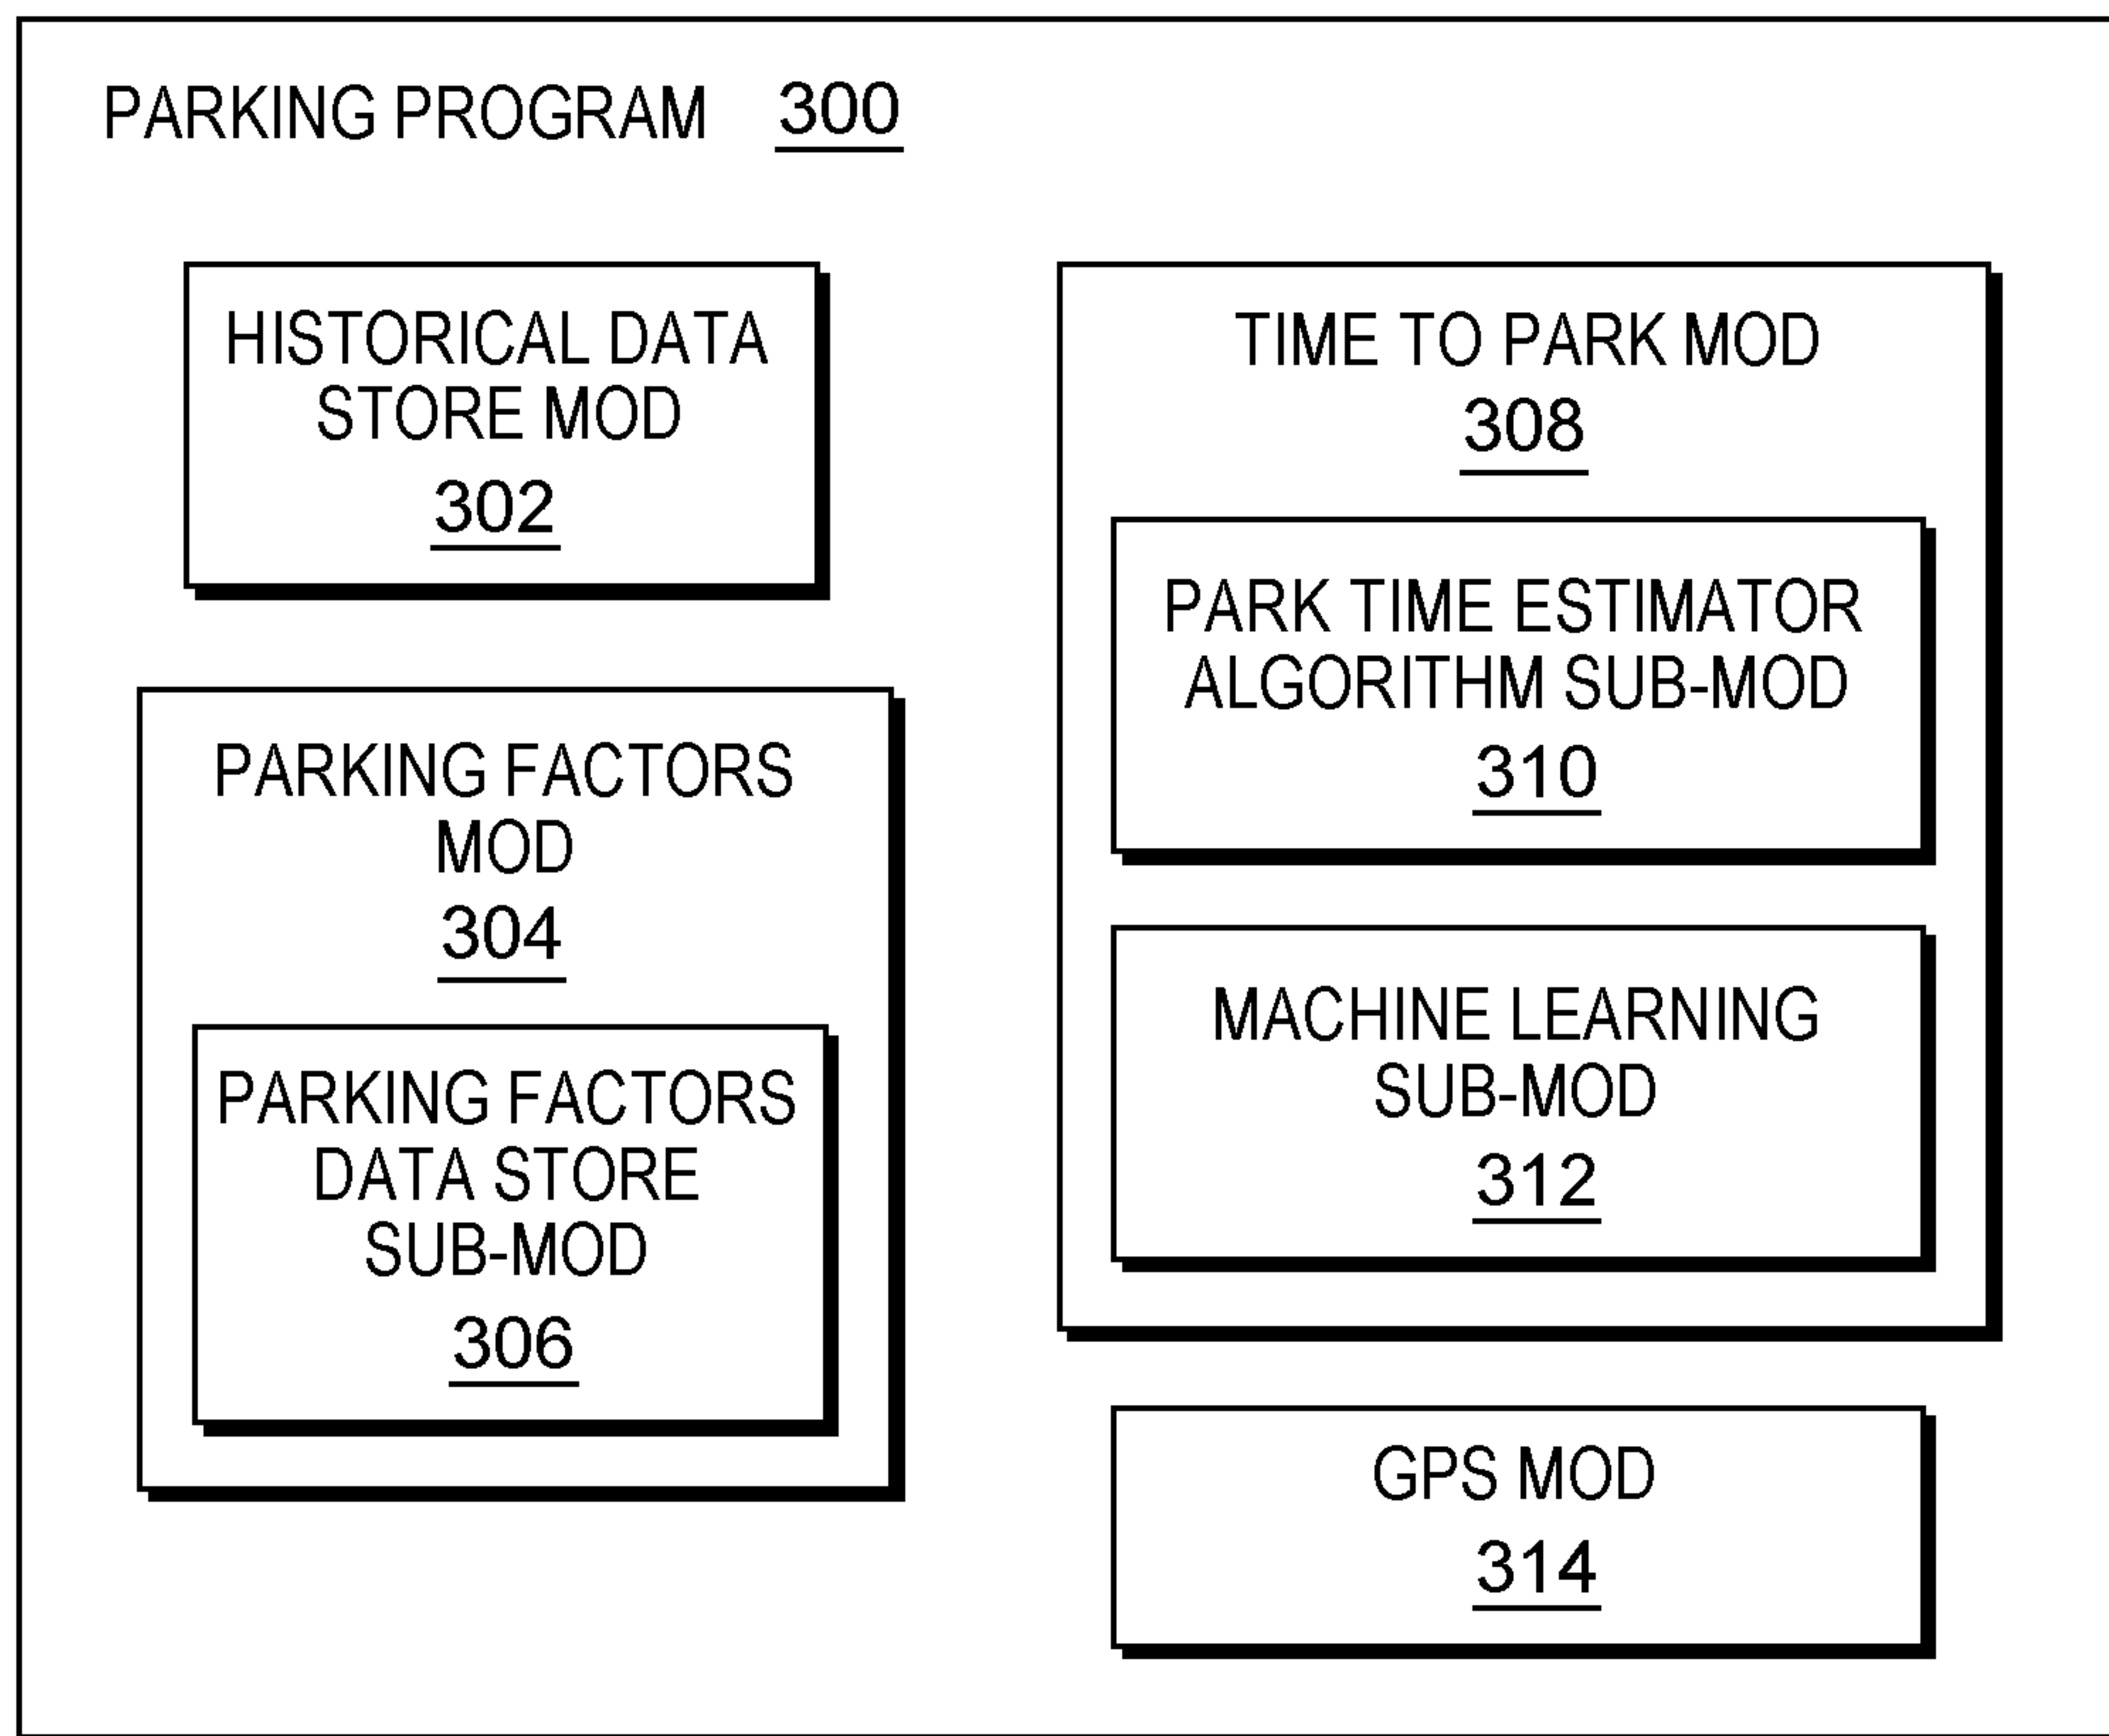 PARKING PROGRAM 300
HISTORICAL DATA
STORE MOD
302
PARKING FACTORS
MOD
304
PARKING FACTORS
DATA STORE
SUB-MOD
306
TIME TO PARK MOD
308
PARK TIME ESTIMATOR
ALGORITHM SUB-MOD
310
MACHINE LEARNING
SUB-MOD
312
GPS MOD
314